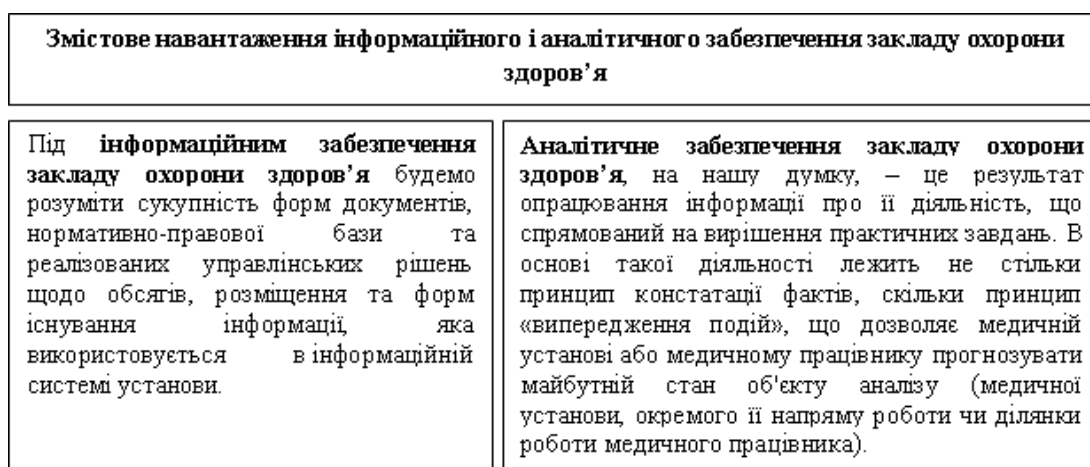 Змістове навантаження інформаційного і аналітичного забезпечення закладу охорони
здоров’я
Під інформаційним забезпечення
закладу охорони здоров’я будемо
розуміти сукупність форм документів,
нормативно-правової бази та
реалізованих управлінських рішень
щодо обсягів, розміщення та форм
існування інформації, яка
використовується в інформаційній
системі установи.
Аналітичне забезпечення закладу охорони
здоров’я, на нашу думку, – це результат
опрацювання інформації про її діяльність, що
спрямований на вирішення практичних завдань. В
основі такої діяльності лежить не стільки
принцип констатації фактів, скільки принцип
«випередження подій», що дозволяє медичній
установі або медичному працівнику прогнозувати
майбутній стан об'єкту аналізу (медичної
установи, окремого її напряму роботи чи ділянки
роботи медичного працівника).